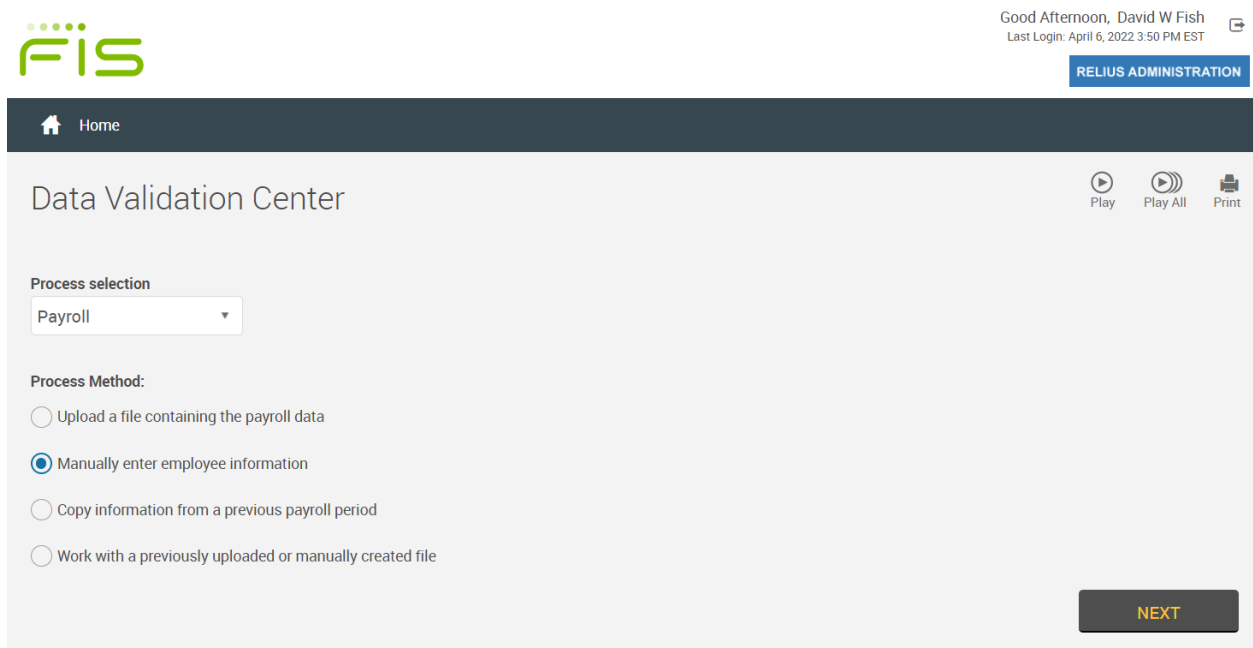 FIS
Good Afternoon, David W Fish
Last Login: April 6, 2022 3:50 PM EST
RELIUS ADMINISTRATION
Home
Data Validation Center
Play
Play All
Print
Process selection
Payroll
Process Method:
Upload a file containing the payroll data
Manually enter employee information
Copy information from a previous payroll period
Work with a previously uploaded or manually created file
NEXT